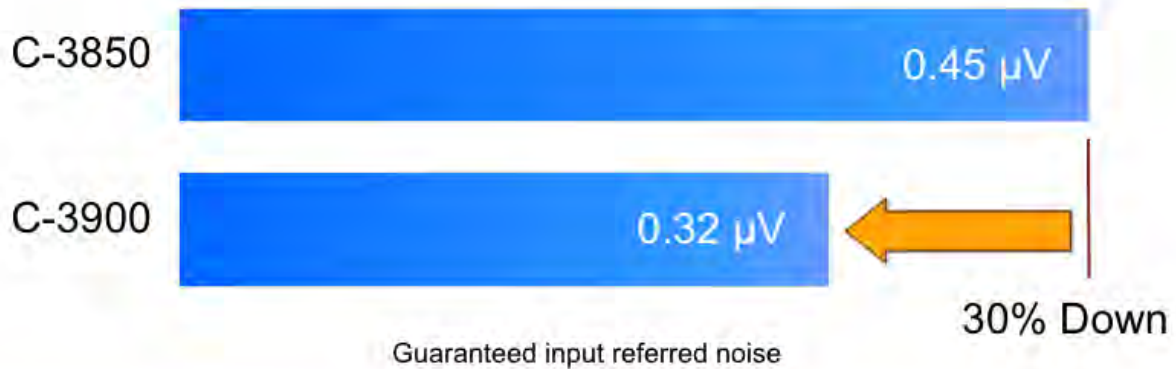 C-3850
0.45 µV
C-3900
0.32 µV
30% Down
Guaranteed input referred noise